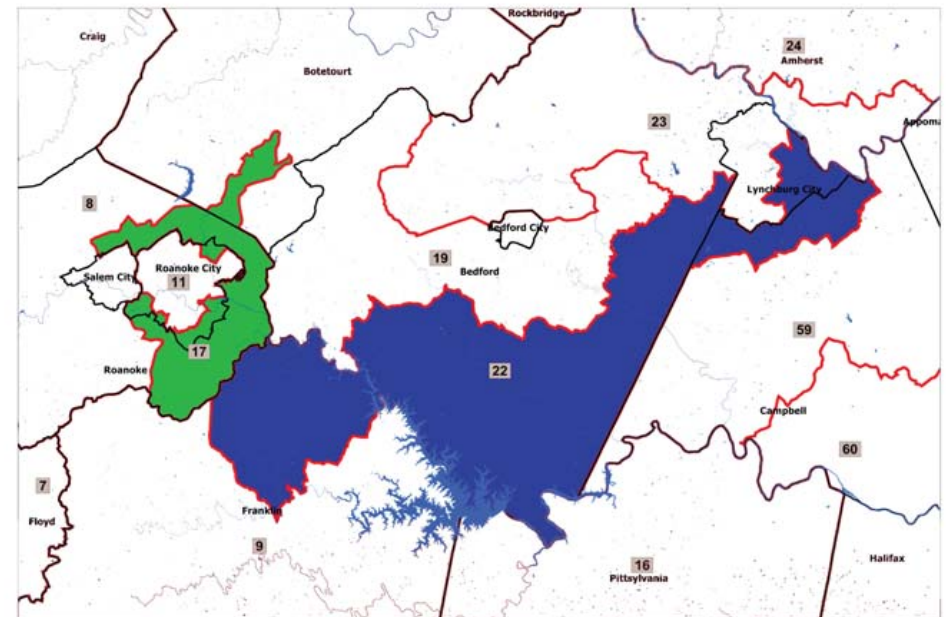 Rockbridge
Craig
24
Amherst
Botetourt
23
Appoma
Lynchburg City
8
Bedford City
19
Bedford
Roanoke City
Salem City
11
59
17
22
Roanoke
Campbell
60
7
Franklin
Floyd
9
16
Pittsylvania
Halifax